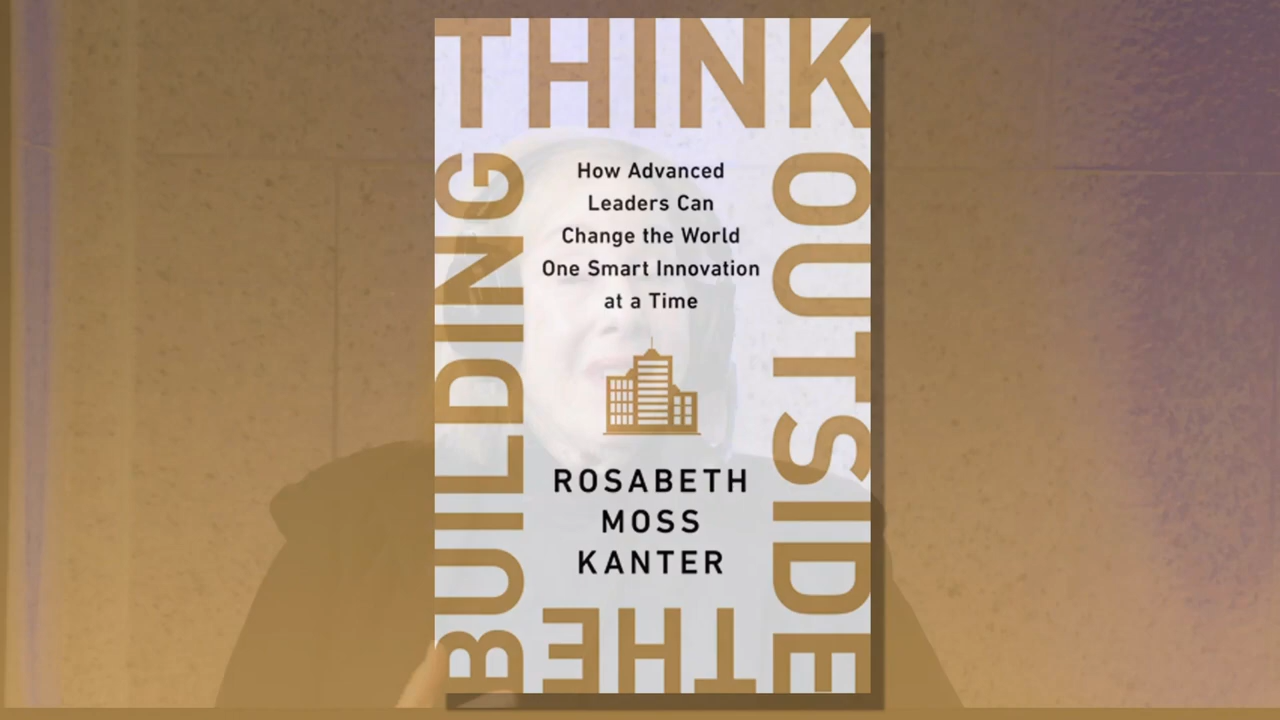 THINK
OUTSIDE
THE
BUILDING
How Advanced
Leaders Can
Change the World
One Smart Innovation
at a Time
ROSABETH
MOSS
KANTER